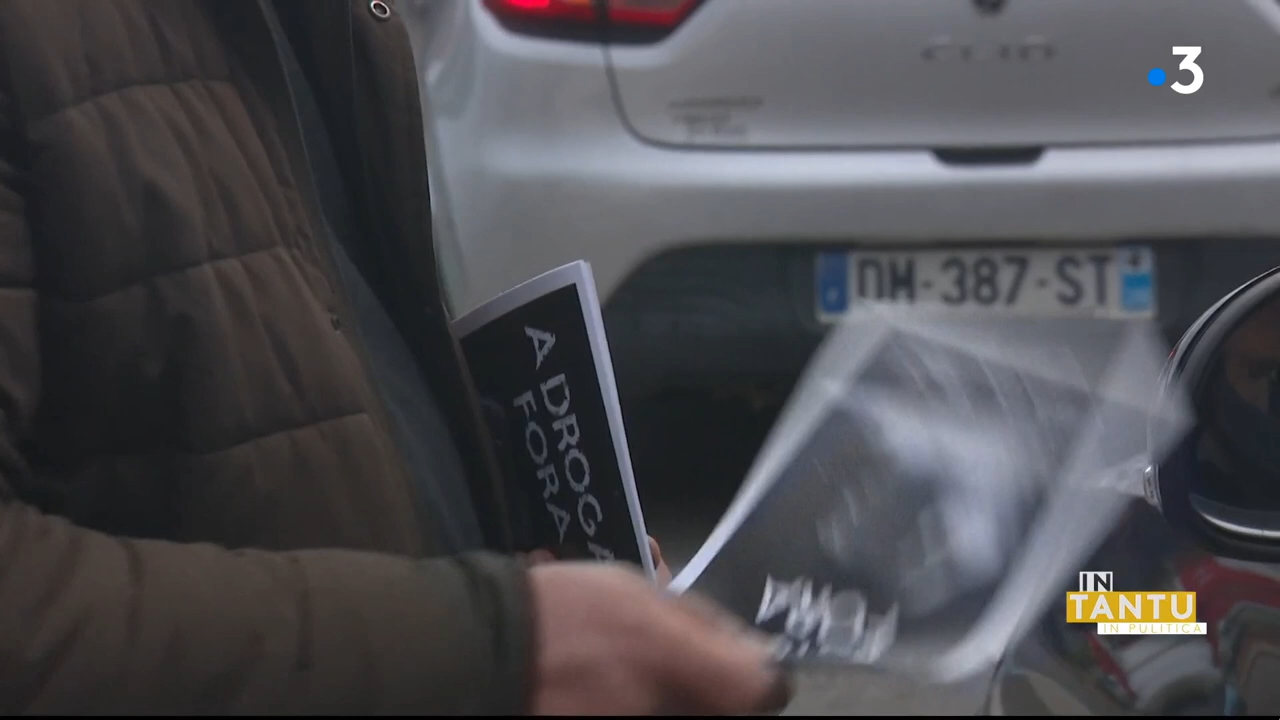 CLIO
3
DM-387-ST
A DROGA
FORA
IN
TANTU
IN PULITICA